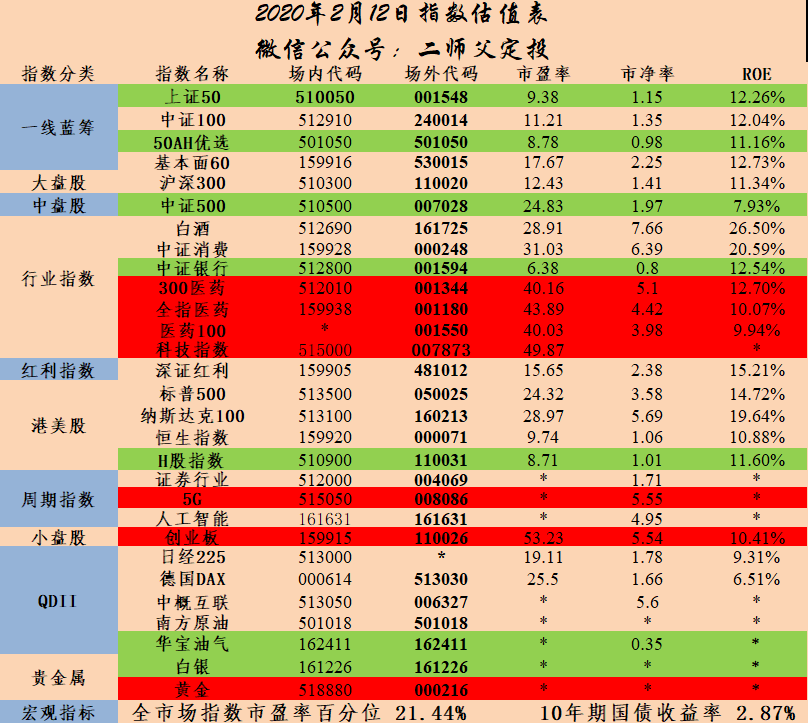 2020年2月12日指数估值表
微信公众号：二师父定投
指数分类 指数名称 场内代码 场外代码 市盈率 市净率 ROE
一线蓝筹 上证50 510050 001548 9.38 1.15 12.26%
中证100 512910 240014 11.21 1.35 12.04%
50AH优选 501050 501050 8.78 0.98 11.16%
基本面60 159916 530015 17.67 2.25 12.73%
大盘股 沪深300 510300 110020 12.43 1.41 11.34%
中盘股 中证500 510500 007028 24.83 1.97 7.93%
行业指数 白酒 512690 161725 28.91 7.66 26.50%
中证消费 159928 000248 31.03 6.39 20.59%
中证银行 512800 001594 6.38 0.8 12.54%
300医药 512010 001344 40.16 5.1 12.70%
全指医药 159938 001180 43.89 4.42 10.07%
医药100 * 001550 40.03 3.98 9.94%
科技指数 515000 007873 49.87 *
红利指数 深证红利 159905 481012 15.65 2.38 15.21%
港美股 标普500 513500 050025 24.32 3.58 14.72%
纳斯达克100 513100 160213 28.97 5.69 19.64%
恒生指数 159920 000071 9.74 1.06 10.88%
H股指数 510900 110031 8.71 1.01 11.60%
周期指数 证券行业 512000 004069 * 1.71 *
5G 515050 008086 * 5.55 *
人工智能 161631 161631 * 4.95 *
小盘股 创业板 159915 110026 53.23 5.54 10.41%
QDII 日经225 513000 * 19.11 1.78 9.31%
德国DAX 000614 513030 25.5 1.66 6.51%
中概互联 513050 006327 * 5.6 *
南方原油 501018 501018 * * *
华宝油气 162411 162411 * 0.35 *
贵金属 白银 161226 161226 * * *
黄金 518880 000216 * * *
宏观指标 全市场指数市盈率百分位 21.44% 10年期国债收益率 2.87%